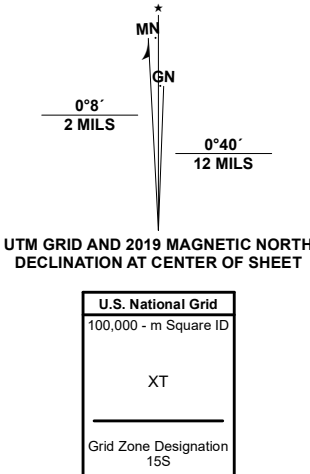 ★
MN
GN
0°8´
2 MILS
0°40´
12 MILS
UTM GRID AND 2019 MAGNETIC NORTH
DECLINATION AT CENTER OF SHEET
U.S. National Grid
100,000 - m Square ID
XT
Grid Zone Designation
15S